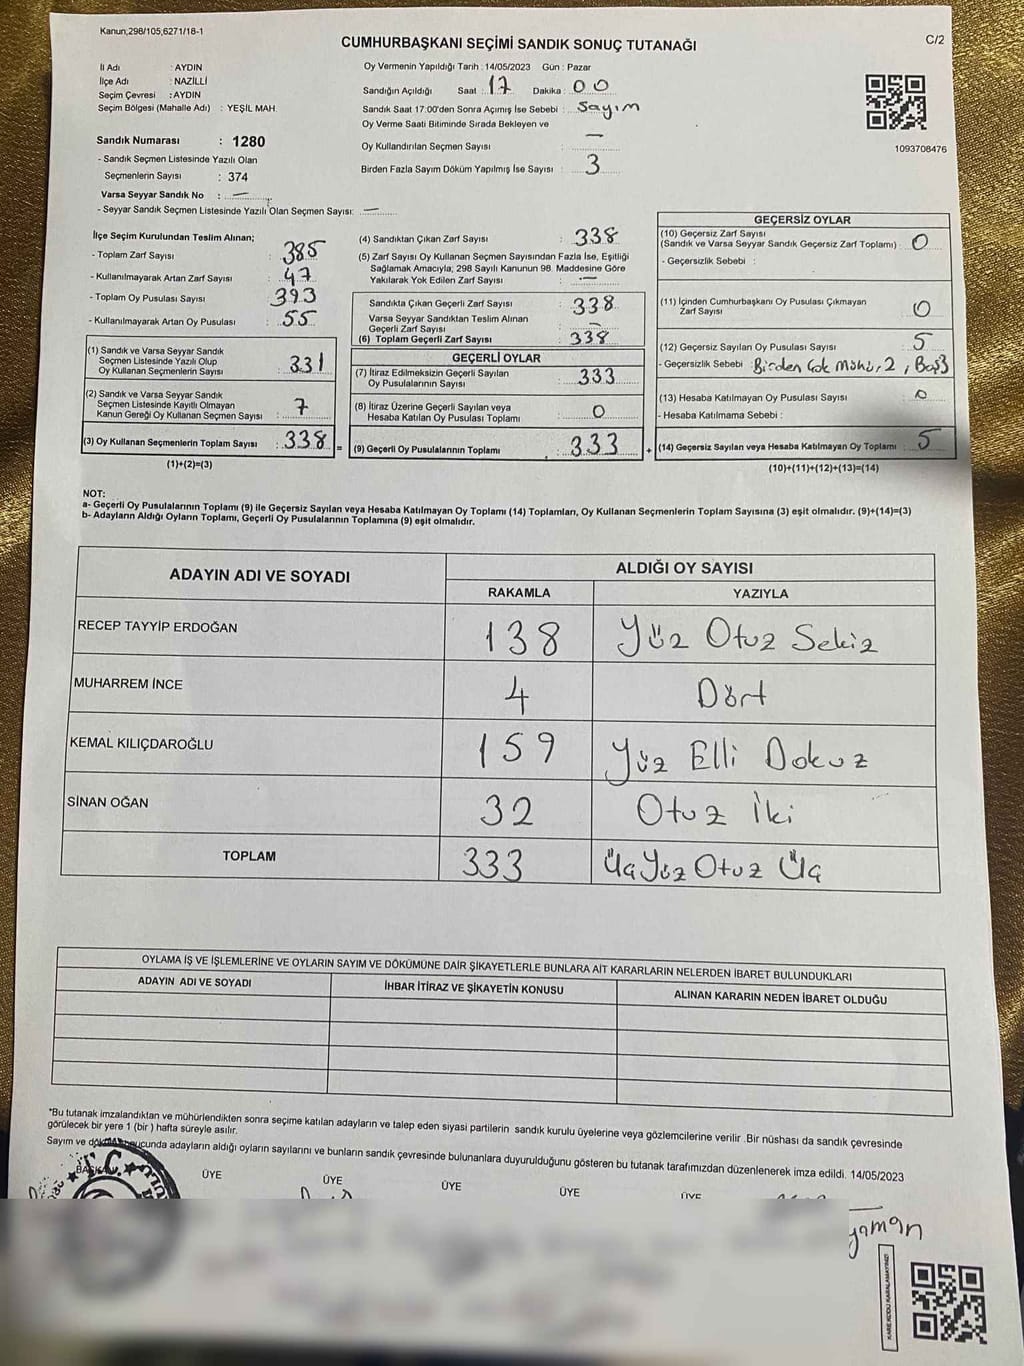 Kanun,298/105,6271/18-1
C/2
CUMHURBAŞKANI SEÇİMİ SANDIK SONUÇ TUTANAĞI
İl Adı : AYDIN
İlçe Adı : NAZİLLİ
Seçim Çevresi : AYDIN
Seçim Bölgesi (Mahalle Adı) : YEŞİL MAH.
Sandık Numarası : 1280
- Sandık Seçmen Listesinde Yazılı Olan
Seçmenlerin Sayısı : 374
Varsa Seyyar Sandık No : —
- Seyyar Sandık Seçmen Listesinde Yazılı Olan Seçmen Sayısı: —
Oy Vermenin Yapıldığı Tarih : 14/05/2023 Gün : Pazar
Sandığın Açıldığı Saat : 17 Dakika : 00
Sandık Saat 17:00'den Sonra Açımış İse Sebebi : Sayım
Oy Verme Saati Bitiminde Sırada Bekleyen ve
Oy Kullandırılan Seçmen Sayısı : —
Birden Fazla Sayım Döküm Yapılmış İse Sayısı : 3
1093708476
İlçe Seçim Kurulundan Teslim Alınan;
- Toplam Zarf Sayısı : 385
- Kullanılmayarak Artan Zarf Sayısı : 47
- Toplam Oy Pusulası Sayısı : 393
- Kullanılmayarak Artan Oy Pusulası : 55
(1) Sandık ve Varsa Seyyar Sandık
Seçmen Listesinde Yazılı Olup
Oy Kullanan Seçmenlerin Sayısı : 331
(2) Sandık ve Varsa Seyyar Sandık
Seçmen Listesinde Kayıtlı Olmayan
Kanun Gereği Oy Kullanan Seçmen Sayısı : 7
(3) Oy Kullanan Seçmenlerin Toplam Sayısı : 338 =
(1)+(2)=(3)
(4) Sandıktan Çıkan Zarf Sayısı : 338
(5) Zarf Sayısı Oy Kullanan Seçmen Sayısından Fazla İse, Eşitliği
Sağlamak Amacıyla; 298 Sayılı Kanunun 98. Maddesine Göre
Yakılarak Yok Edilen Zarf Sayısı : —
Sandıkta Çıkan Geçerli Zarf Sayısı : 338
Varsa Seyyar Sandıktan Teslim Alınan
Geçerli Zarf Sayısı : —
(6) Toplam Geçerli Zarf Sayısı : 338
GEÇERLİ OYLAR
(7) İtiraz Edilmeksizin Geçerli Sayılan
Oy Pusulalarının Sayısı : 333
(8) İtiraz Üzerine Geçerli Sayılan veya
Hesaba Katılan Oy Pusulası Toplamı : 0
(9) Geçerli Oy Pusulalarının Toplamı : 333 +
GEÇERSİZ OYLAR
(10) Geçersiz Zarf Sayısı
(Sandık ve Varsa Seyyar Sandık Geçersiz Zarf Toplamı) : 0
- Geçersizlik Sebebi :
(11) İçinden Cumhurbaşkanı Oy Pusulası Çıkmayan
Zarf Sayısı : 0
(12) Geçersiz Sayılan Oy Pusulası Sayısı : 5
- Geçersizlik Sebebi : Birden Çok Mühür, 2, Boş 3
(13) Hesaba Katılmayan Oy Pusulası Sayısı : 0
- Hesaba Katılmama Sebebi :
(14) Geçersiz Sayılan veya Hesaba Katılmayan Oy Toplamı : 5
(10)+(11)+(12)+(13)=(14)
NOT:
a- Geçerli Oy Pusulalarının Toplamı (9) ile Geçersiz Sayılan veya Hesaba Katılmayan Oy Toplamı (14) Toplamları, Oy Kullanan Seçmenlerin Toplam Sayısına (3) eşit olmalıdır. (9)+(14)=(3)
b- Adayların Aldığı Oyların Toplamı, Geçerli Oy Pusulalarının Toplamına (9) eşit olmalıdır.
ADAYIN ADI VE SOYADI
ALDIĞI OY SAYISI
RAKAMLA YAZIYLA
RECEP TAYYİP ERDOĞAN 138 Yüz Otuz Sekiz
MUHARREM İNCE 4 Dört
KEMAL KILIÇDAROĞLU 159 Yüz Elli Dokuz
SİNAN OĞAN 32 Otuz İki
TOPLAM 333 ÜçYüz Otuz Üç
OYLAMA İŞ VE İŞLEMLERİNE VE OYLARIN SAYIM VE DÖKÜMÜNE DAİR ŞİKAYETLERLE BUNLARA AİT KARARLARIN NELERDEN İBARET BULUNDUKLARI
ADAYIN ADI VE SOYADI İHBAR İTİRAZ VE ŞİKAYETİN KONUSU ALINAN KARARIN NEDEN İBARET OLDUĞU
*Bu tutanak imzalandıktan ve mühürlendikten sonra seçime katılan adayların ve talep eden siyasi partilerin sandık kurulu üyelerine veya gözlemcilerine verilir .Bir nüshası da sandık çevresinde
görülecek bir yere 1 (bir ) hafta süreyle asılır.
Sayım ve döküm sonucunda adayların aldığı oyların sayılarını ve bunların sandık çevresinde bulunanlara duyurulduğunu gösteren bu tutanak tarafımızdan düzenlenerek imza edildi. 14/05/2023
BAŞKAN ÜYE ÜYE ÜYE ÜYE ÜYE
T.C.
yaman
KAREKODU KARALAMAYINIZ!